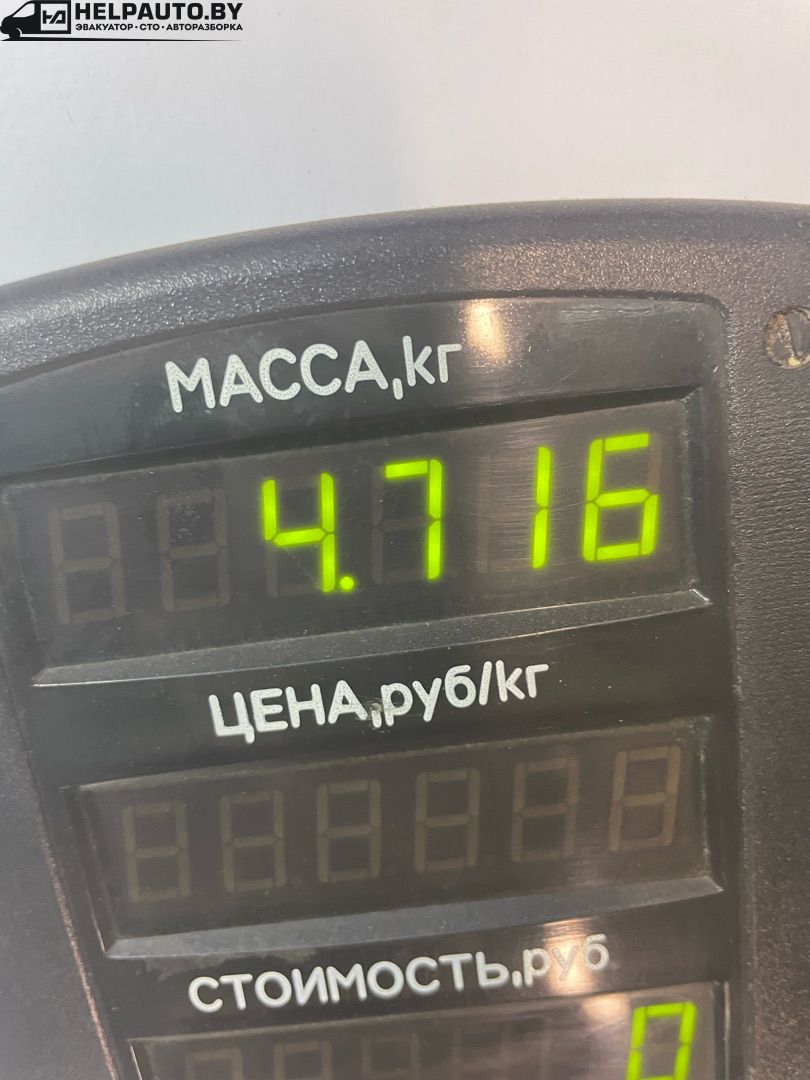 HELPAUTO.BY
ЭВАКУАТОР • СТО • АВТОРАЗБОРКА
МАССА,кг
4.716
ЦЕНА,руб/кг
СТОИМОСТЬ,руб
0